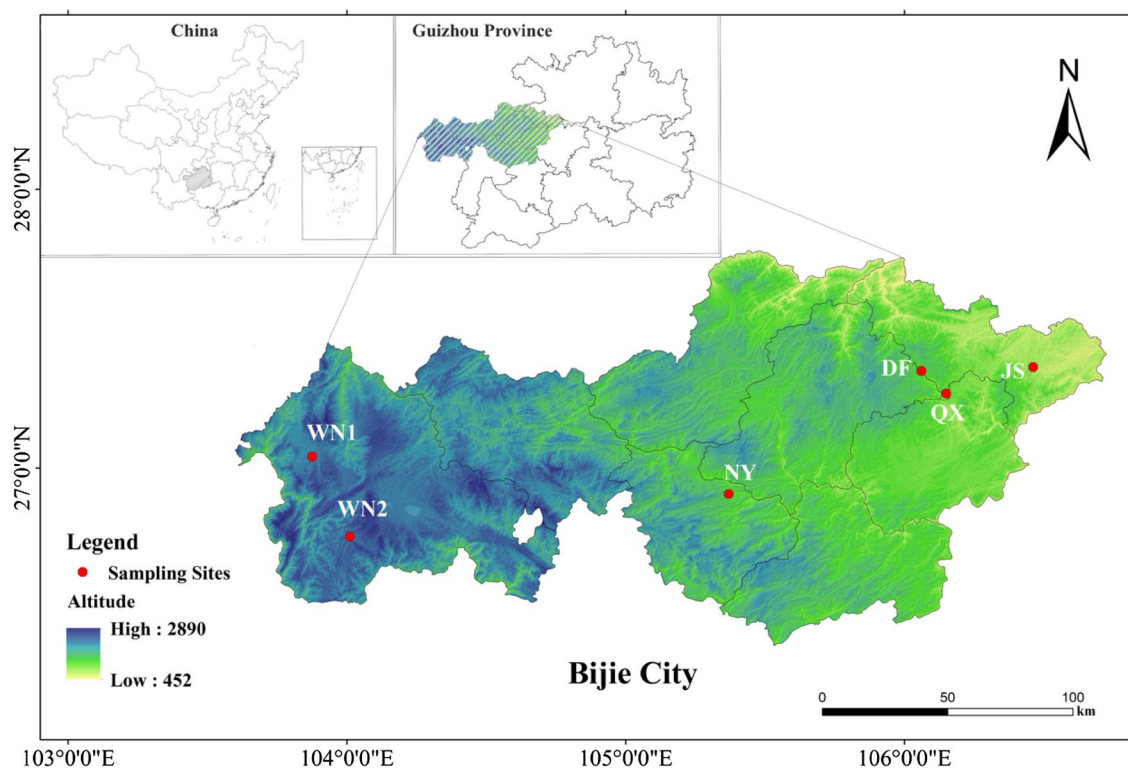 China
Guizhou Province
N
28°0'0"N
27°0'0"N
DF
JS
QX
WN1
NY
WN2
Legend
Sampling Sites
Altitude
High : 2890
Low : 452
Bijie City
0 50 100
km
103°0'0"E 104°0'0"E 105°0'0"E 106°0'0"E